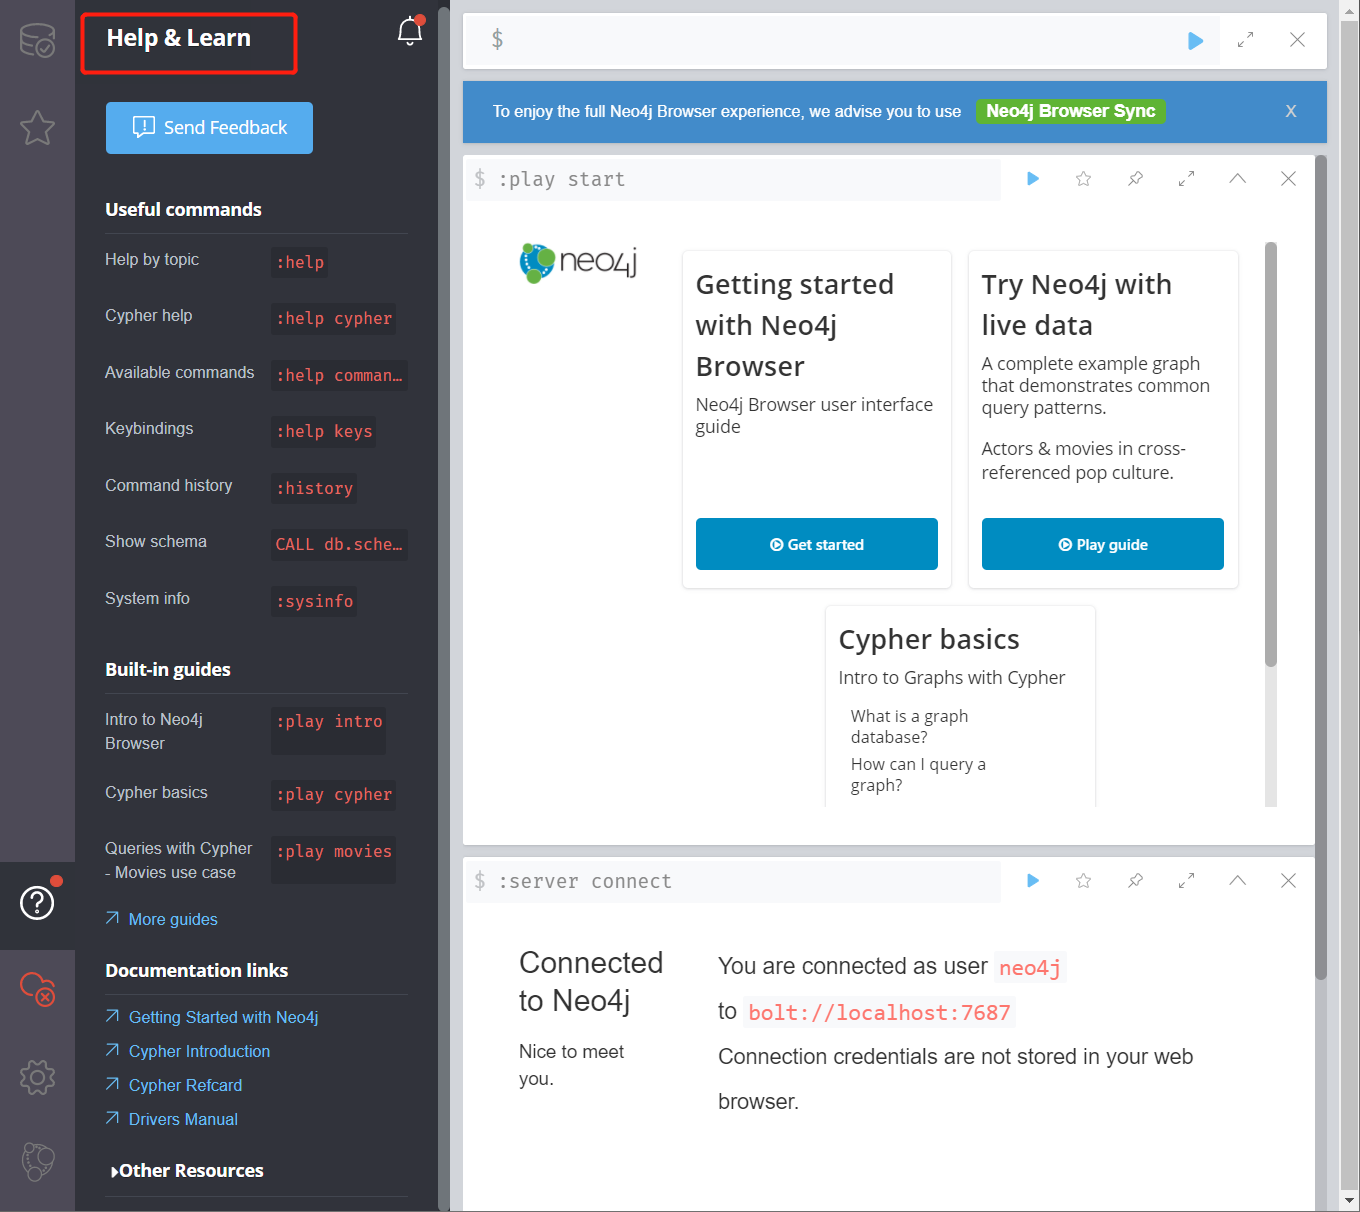 Help & Learn
Send Feedback
Useful commands
Help by topic :help
Cypher help :help cypher
Available commands :help comman…
Keybindings :help keys
Command history :history
Show schema CALL db.sche…
System info :sysinfo
Built-in guides
Intro to Neo4j :play intro
Browser
Cypher basics :play cypher
Queries with Cypher :play movies
- Movies use case
More guides
Documentation links
Getting Started with Neo4j
Cypher Introduction
Cypher Refcard
Drivers Manual
Other Resources
$
To enjoy the full Neo4j Browser experience, we advise you to use Neo4j Browser Sync X
$ :play start
neo4j
Getting started
with Neo4j
Browser
Neo4j Browser user interface
guide
Get started
Try Neo4j with
live data
A complete example graph
that demonstrates common
query patterns.
Actors & movies in cross-
referenced pop culture.
Play guide
Cypher basics
Intro to Graphs with Cypher
What is a graph
database?
How can I query a
graph?
$ :server connect
Connected
to Neo4j
Nice to meet
you.
You are connected as user neo4j
to bolt://localhost:7687
Connection credentials are not stored in your web
browser.